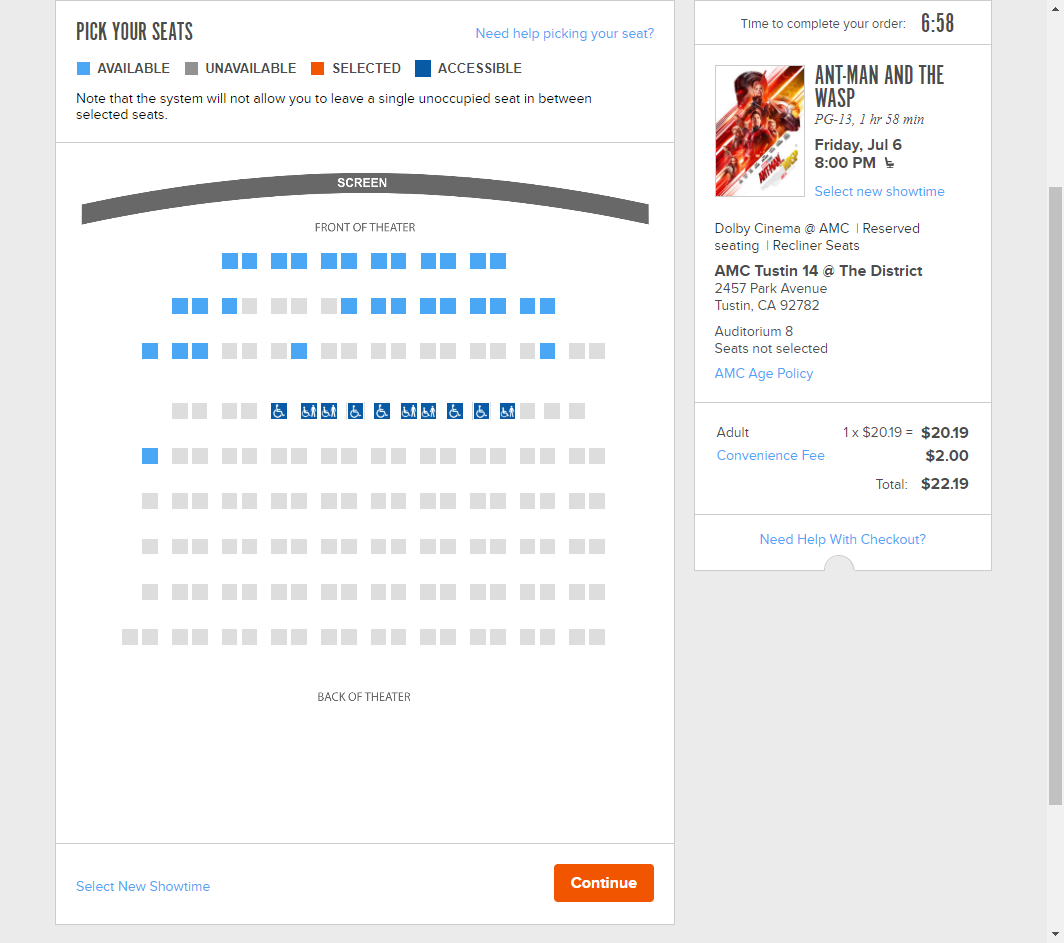 PICK YOUR SEATS
Need help picking your seat?
AVAILABLE UNAVAILABLE SELECTED ACCESSIBLE
Note that the system will not allow you to leave a single unoccupied seat in between
selected seats.
SCREEN
FRONT OF THEATER
BACK OF THEATER
Select New Showtime
Continue
Time to complete your order: 6:58
ANT-MAN AND THE
WASP
PG-13, 1 hr 58 min
Friday, Jul 6
8:00 PM
Select new showtime
Dolby Cinema @ AMC | Reserved
seating | Recliner Seats
AMC Tustin 14 @ The District
2457 Park Avenue
Tustin, CA 92782
Auditorium 8
Seats not selected
AMC Age Policy
Adult 1 x $20.19 = $20.19
Convenience Fee $2.00
Total: $22.19
Need Help With Checkout?